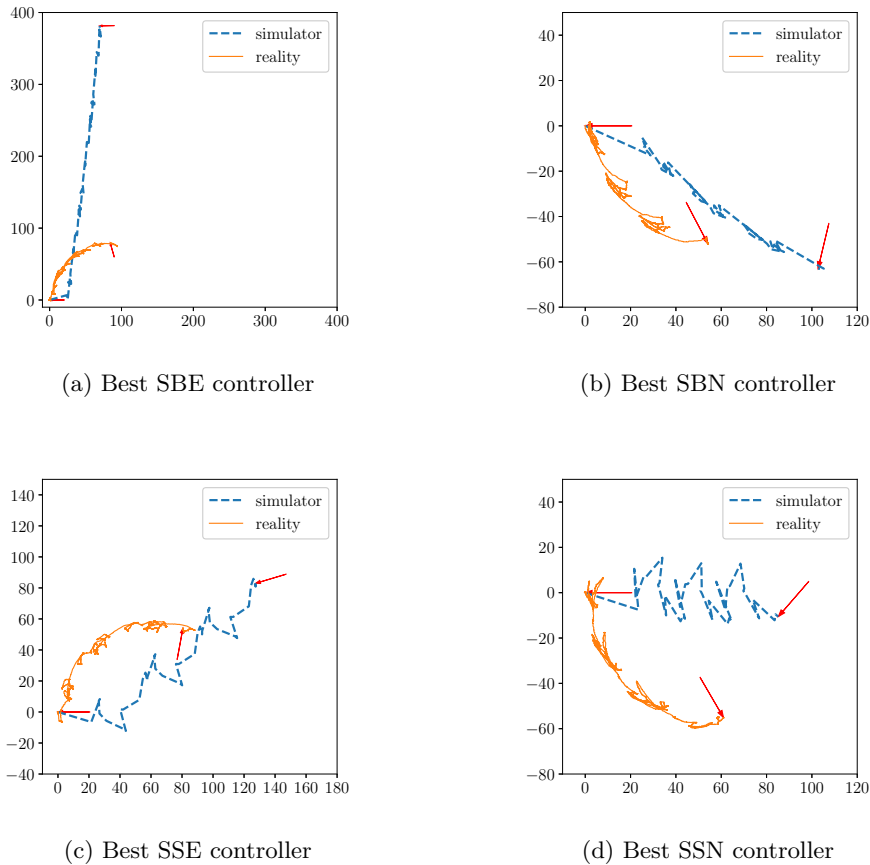 400
300
200
100
0
0 100 200 300 400
simulator
reality
(a) Best SBE controller
40
20
0
−20
−40
−60
−80
0 20 40 60 80 100 120
simulator
reality
(b) Best SBN controller
140
120
100
80
60
40
20
0
−20
−40
0 20 40 60 80 100 120 140 160 180
simulator
reality
(c) Best SSE controller
40
20
0
−20
−40
−60
−80
0 20 40 60 80 100 120
simulator
reality
(d) Best SSN controller